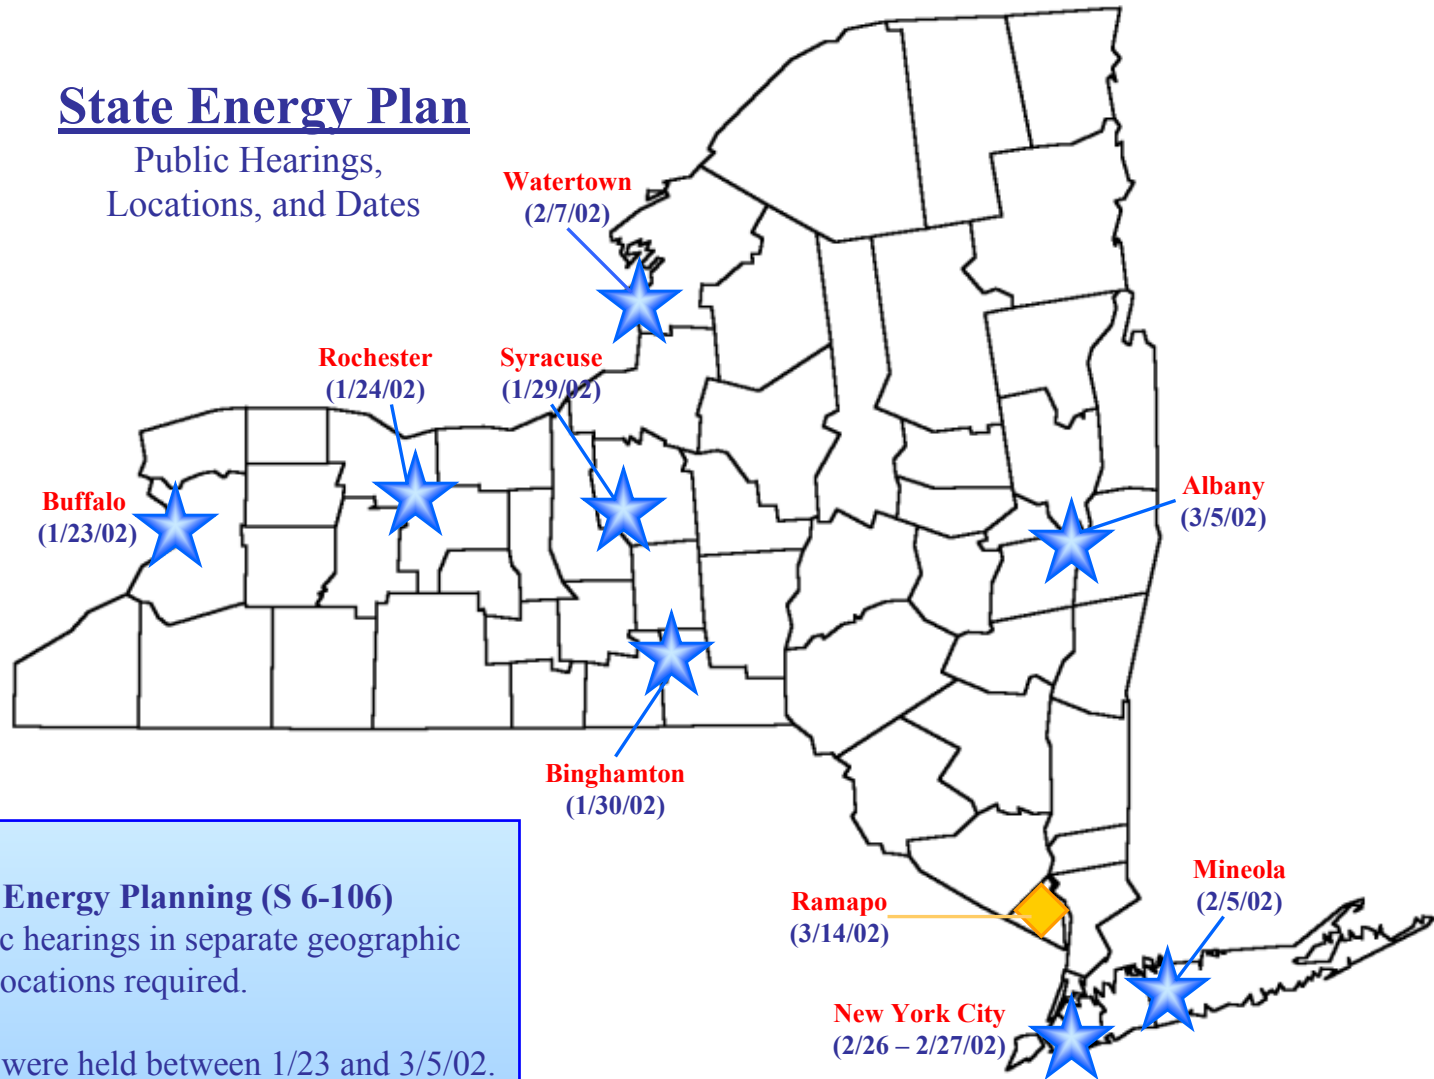 State Energy Plan
Public Hearings,
Locations, and Dates
Watertown
(2/7/02)
Rochester
(1/24/02)
Syracuse
(1/29/02)
Buffalo
(1/23/02)
Albany
(3/5/02)
Binghamton
(1/30/02)
Energy Planning (S 6-106)
hearings in separate geographic
required.
were held between 1/23 and 3/5/02.
Ramapo
(3/14/02)
Mineola
(2/5/02)
New York City
(2/26 – 2/27/02)